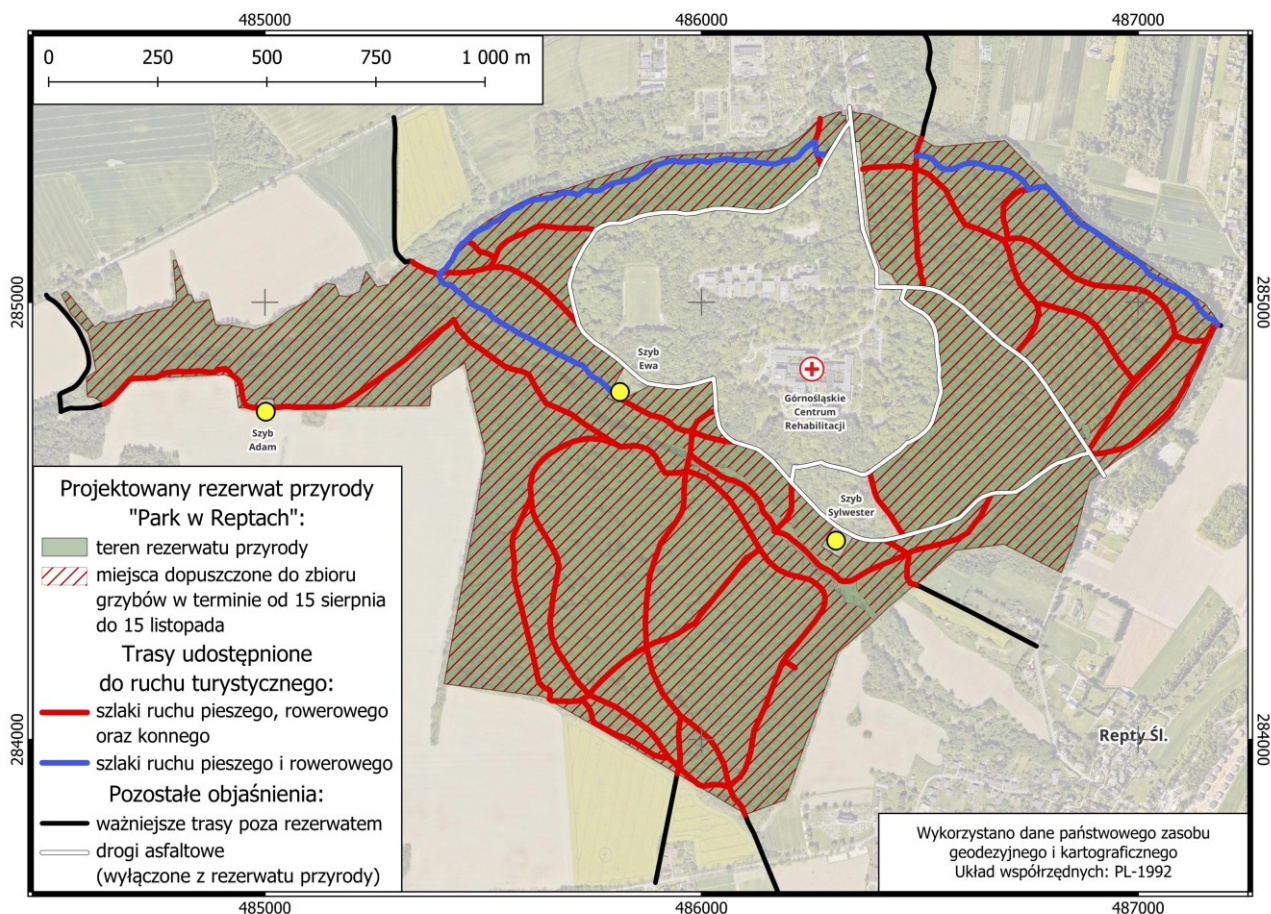 485000
486000
487000
0 250 500 750 1 000 m
285000
285000
Szyb
Ewa
Górnośląskie
Centrum
Rehabilitacji
Szyb
Adam
Szyb
Sylwester
Projektowany rezerwat przyrody
"Park w Reptach":
teren rezerwatu przyrody
miejsca dopuszczone do zbioru
grzybów w terminie od 15 sierpnia
do 15 listopada
Trasy udostępnione
do ruchu turystycznego:
szlaki ruchu pieszego, rowerowego
oraz konnego
szlaki ruchu pieszego i rowerowego
Pozostałe objaśnienia:
ważniejsze trasy poza rezerwatem
drogi asfaltowe
(wyłączone z rezerwatu przyrody)
Repty Śl.
284000
284000
Wykorzystano dane państwowego zasobu
geodezyjnego i kartograficznego
Układ współrzędnych: PL-1992
485000
486000
487000